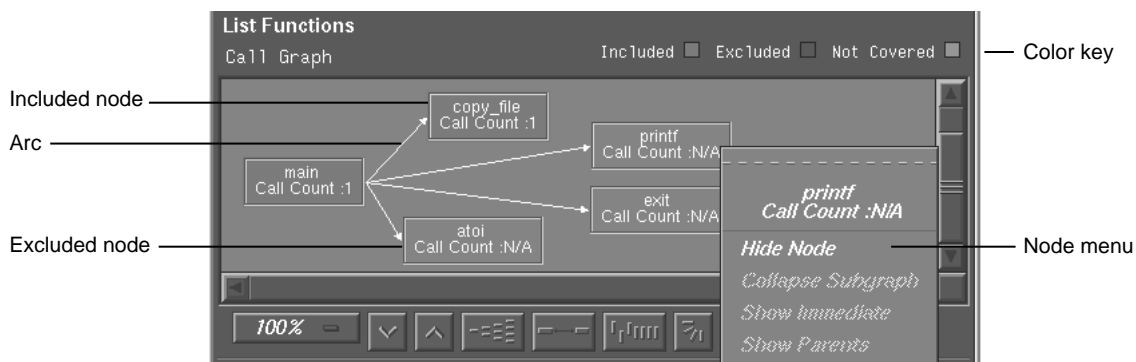 List Functions
Call Graph
Included
Excluded
Not Covered
Color key
Included node
Arc
Excluded node
copy_file
Call Count :1
main
Call Count :1
printf
Call Count :N/A
exit
Call Count :N/A
atoi
Call Count :N/A
printf
Call Count :N/A
Hide Node
Collapse Subgraph
Show Immediate
Show Parents
Node menu
100%